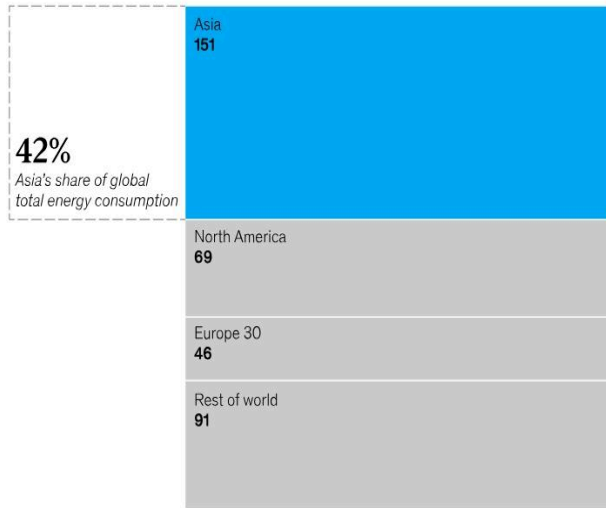 Asia
151
42%
Asia's share of global
total energy consumption
North America
69
Europe 30
46
Rest of world
91